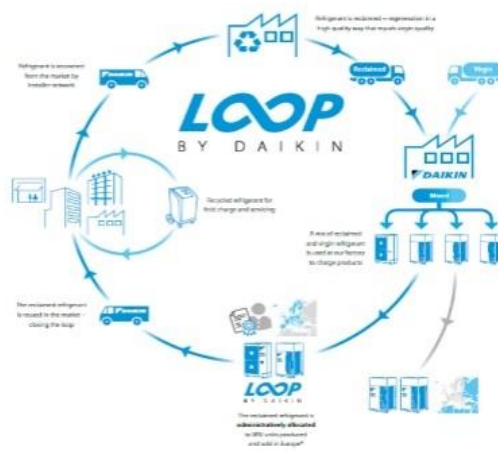 Refrigerant is reclaimed – regeneration in a
high quality way that equals virgin quality
Refrigerant is recovered
from the market by
installer network
DAIKIN
Reclaimed
Virgin
LOOP
BY DAIKIN
DAIKIN
Mixed
Recycled refrigerant for
field charge and servicing
A mix of reclaimed
and virgin refrigerant
is used at our factory
to charge products
The reclaimed refrigerant
is reused in the market –
closing the loop
DAIKIN
LOOP
BY DAIKIN
The reclaimed refrigerant is
administratively allocated
to VRV units produced
and sold in Europe*